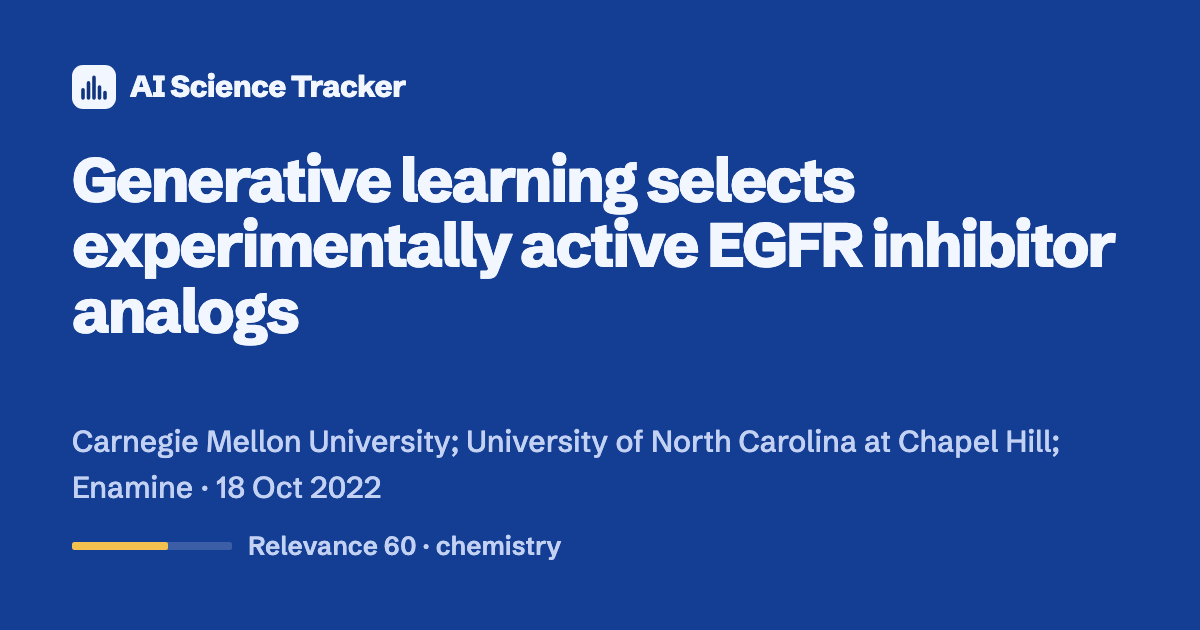 AI Science Tracker
Generative learning selects
experimentally active EGFR inhibitor
analogs
Carnegie Mellon University; University of North Carolina at Chapel Hill;
Enamine · 18 Oct 2022
Relevance 60 · chemistry